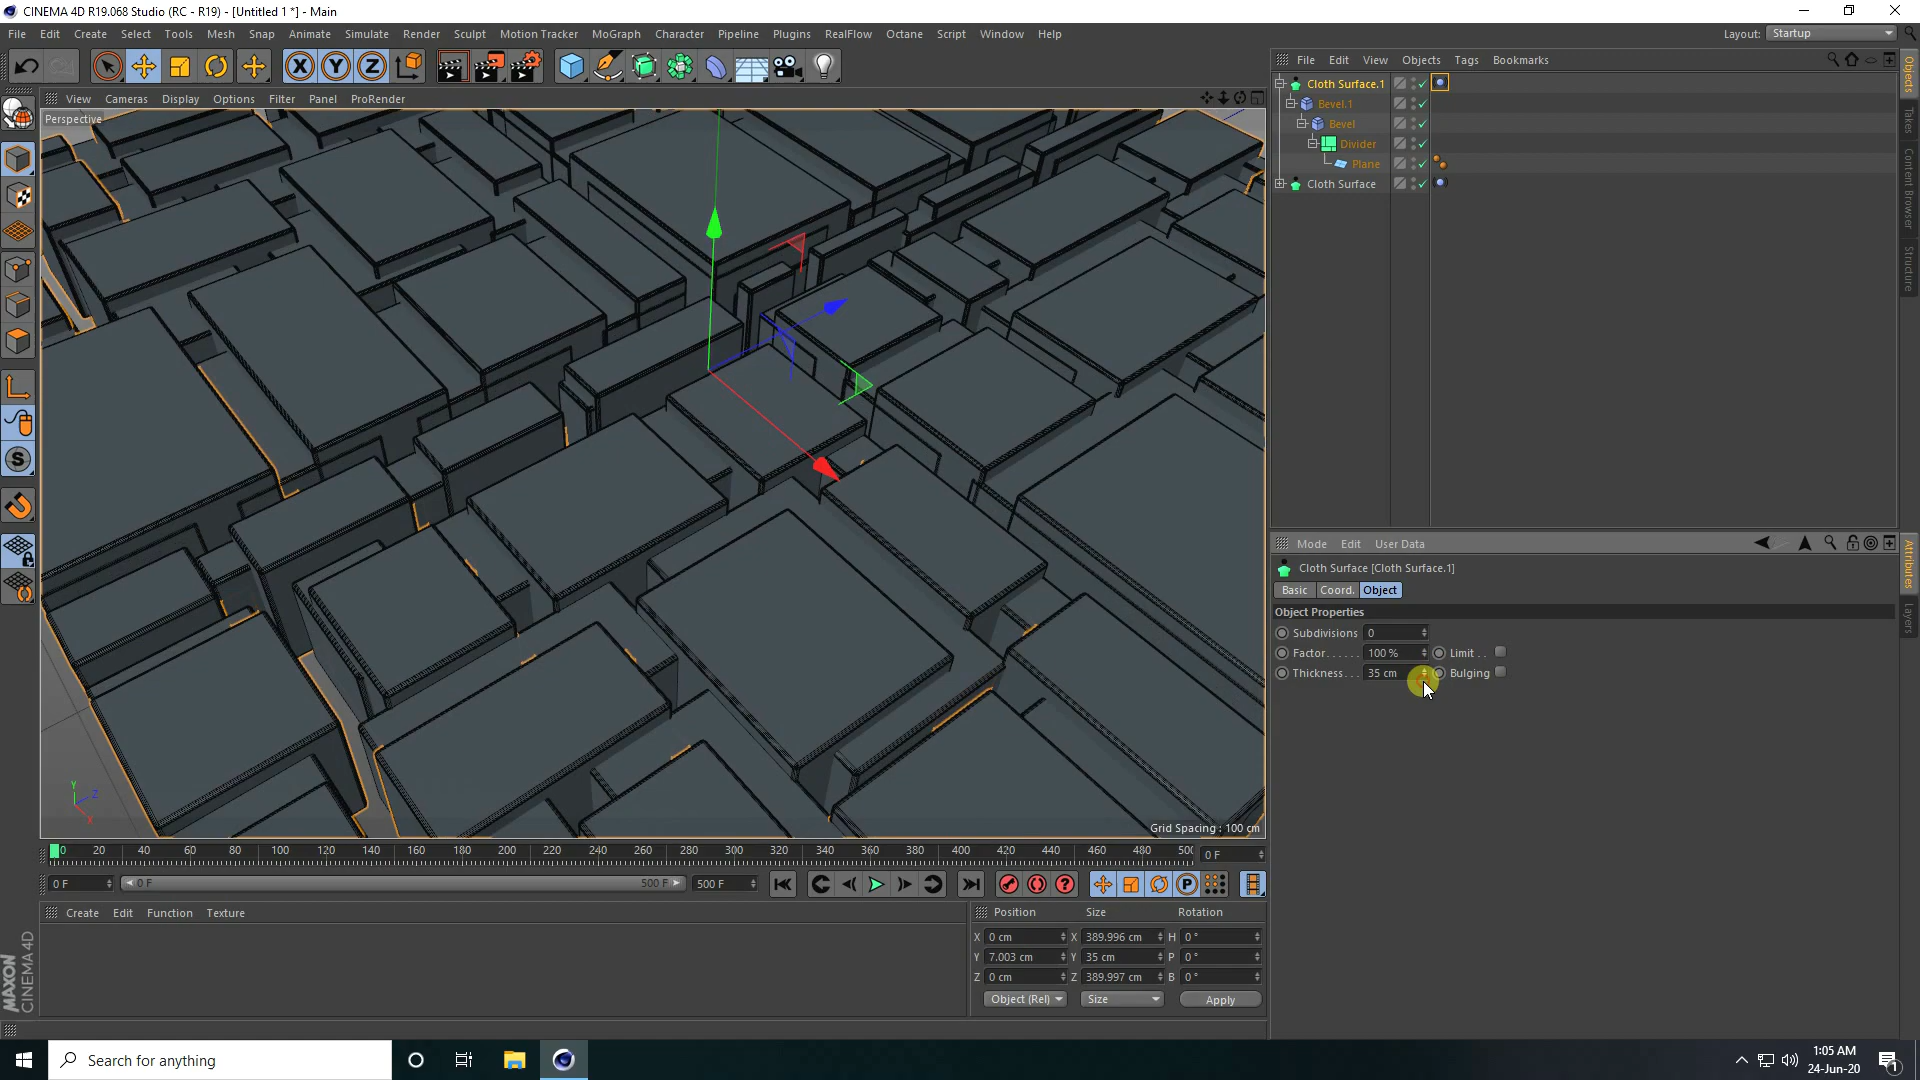 CINEMA 4D R19.068 Studio (RC - R19) - [Untitled 1 *] - Main
File Edit Create Select Tools Mesh Snap Animate Simulate Render Sculpt Motion Tracker MoGraph Character Pipeline Plugins RealFlow Octane Script Window Help Layout: Startup
X Y Z
File Edit View Objects Tags Bookmarks
View Cameras Display Options Filter Panel ProRender
Perspective
Cloth Surface.1
Bevel.1
Bevel
Divider
Plane
Cloth Surface
Objects
Takes
Content Browser
Structure
S
Mode Edit User Data
Cloth Surface [Cloth Surface.1]
Basic Coord. Object
Object Properties
Subdivisions 0
Factor...... 100 % Limit . .
Thickness. . . 35 cm Bulging
Attributes
Layers
Y Z X
Grid Spacing : 100 cm
0 20 40 60 80 100 120 140 160 180 200 220 240 260 280 300 320 340 360 380 400 420 440 460 480 500 0 F
0 F 0 F 500 F 500 F P
Create Edit Function Texture
Position Size Rotation
X 0 cm X 389.996 cm H 0 °
Y 7.003 cm Y 35 cm P 0 °
Z 0 cm Z 389.997 cm B 0 °
Object (Rel) Size Apply
MAXON
CINEMA 4D
Search for anything
1:05 AM
24-Jun-20
1